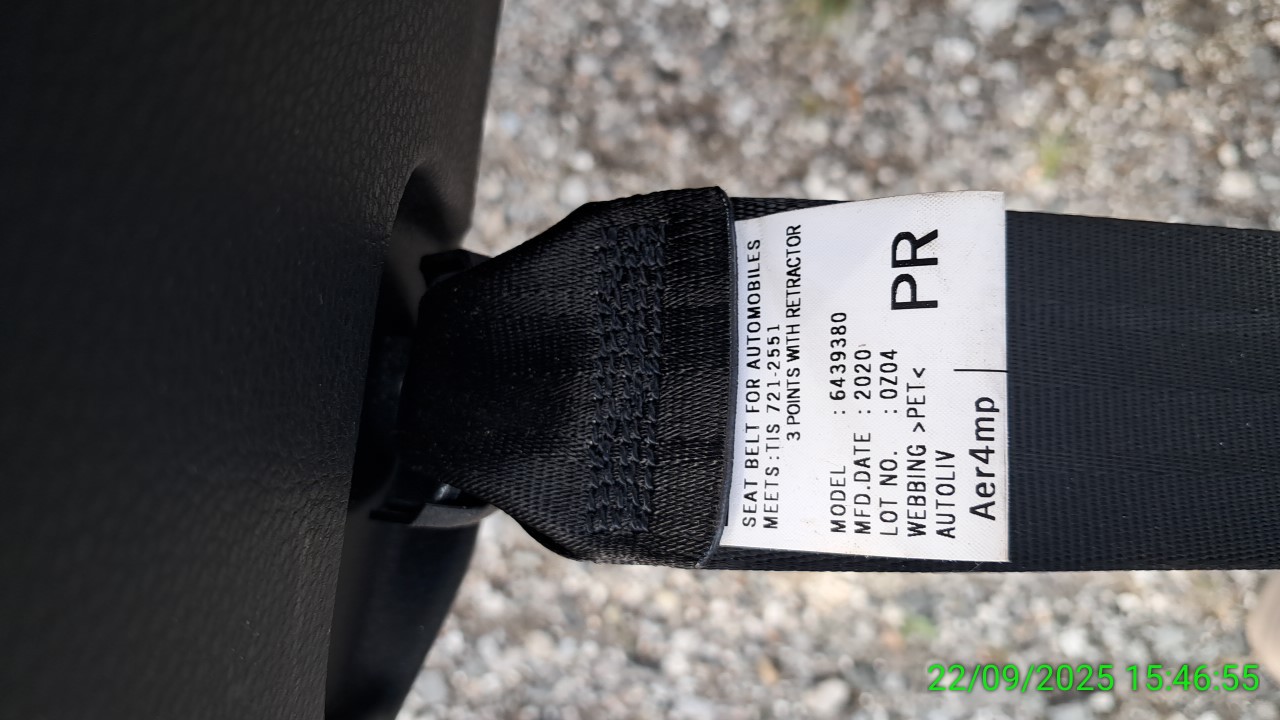 SEAT BELT FOR AUTOMOBILES
MEETS:TIS 721-2551
3 POINTS WITH RETRACTOR
MODEL : 6439380
MFD.DATE : 2020
LOT NO. : 0Z04
WEBBING >PET<
AUTOLIV
PR
Aer4mp
22/09/2025 15:46:55